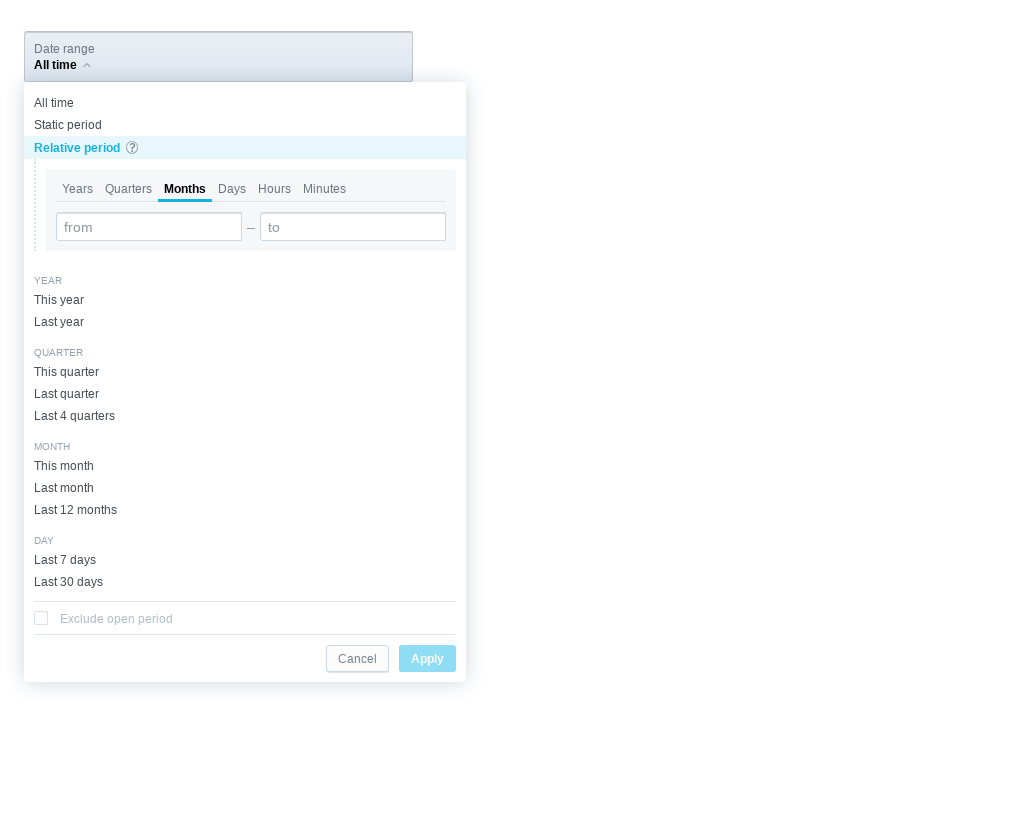 Date range
All time
All time
Static period
Relative period ?
Years Quarters Months Days Hours Minutes
from – to
YEAR
This year
Last year
QUARTER
This quarter
Last quarter
Last 4 quarters
MONTH
This month
Last month
Last 12 months
DAY
Last 7 days
Last 30 days
Exclude open period
Cancel Apply